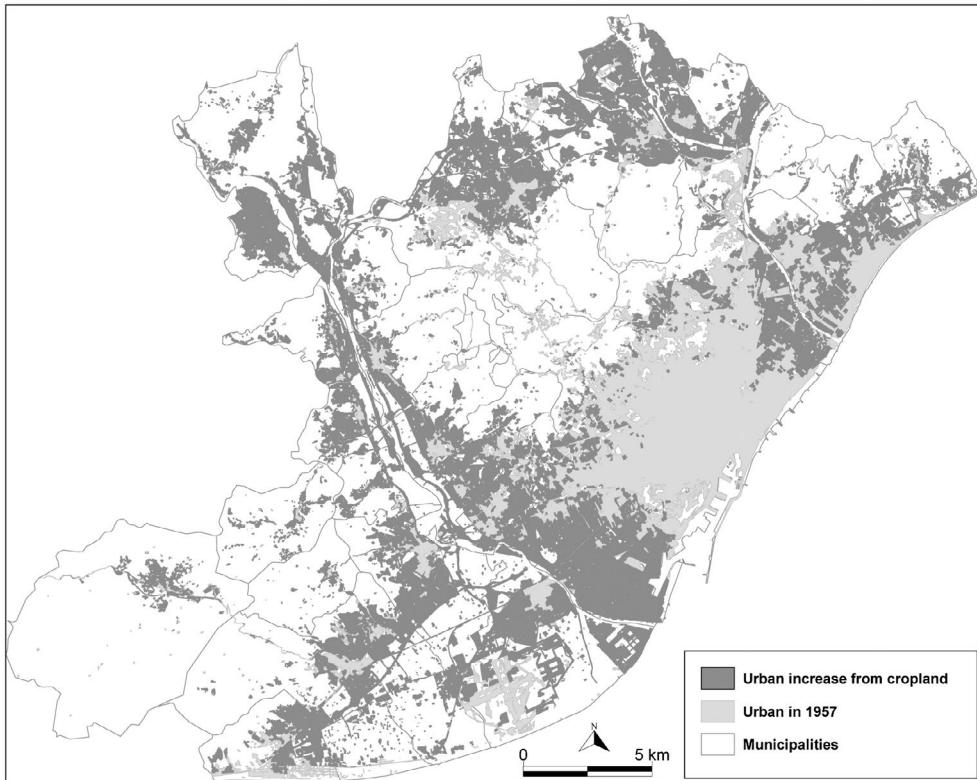 N
0
5 km
Urban increase from cropland
Urban in 1957
Municipalities